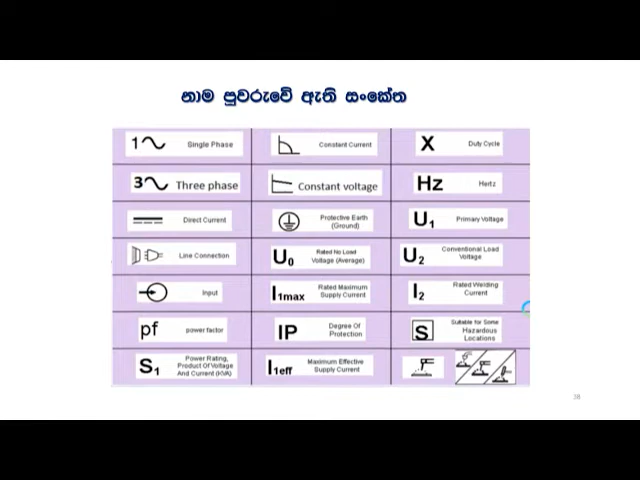 නාම පුවරුවේ ඇති සංකේත
1 Single Phase
Constant Current
X Duty Cycle
3 Three phase
Constant voltage
Hz Hertz
Direct Current
Protective Earth
(Ground)
U1 Primary Voltage
Line Connection
U0 Rated No Load
Voltage (Average)
U2 Conventional Load
Voltage
Input
I1max Rated Maximum
Supply Current
I2 Rated Welding
Current
pf power factor
IP Degree Of
Protection
S Suitable for Some
Hazardous
Locations
S1 Power Rating,
Product Of Voltage
And Current (KVA)
I1eff Maximum Effective
Supply Current
38